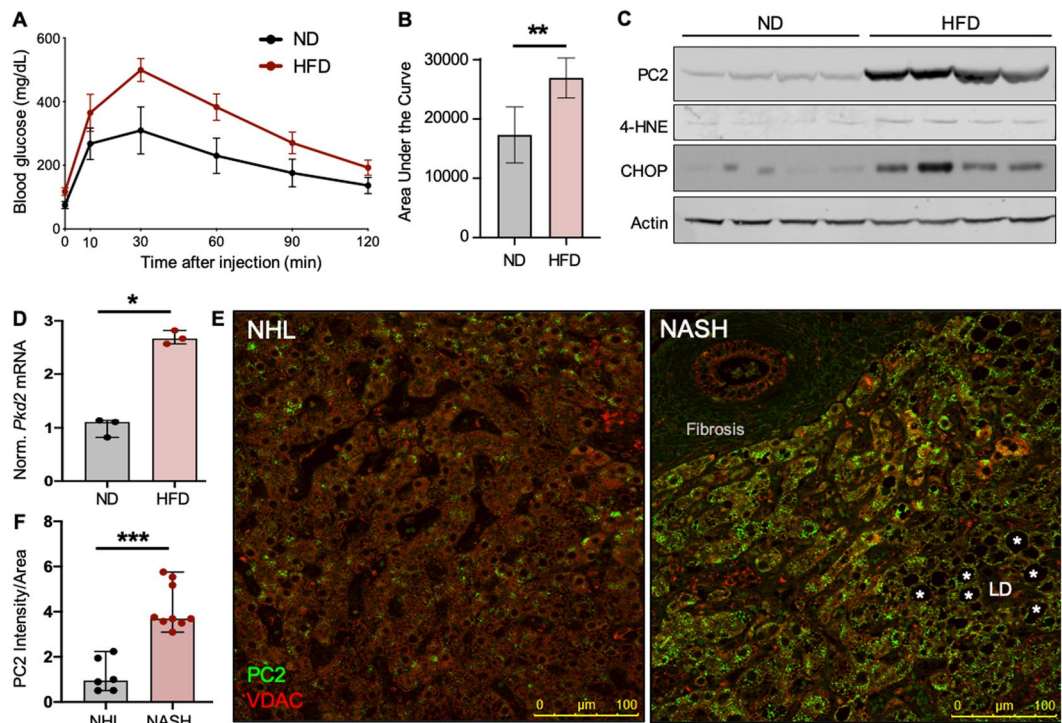 A
ND
HFD
Blood glucose (mg/dL)
600
400
200
0
0 10 30 60 90 120
Time after injection (min)
B
**
Area Under the Curve
30000
20000
10000
0
ND HFD
C
ND HFD
PC2
4-HNE
CHOP
Actin
D
*
Norm. Pkd2 mRNA
3
2
1
0
ND HFD
E
NHL
PC2
VDAC
0 µm 100
NASH
Fibrosis
*
* *
* * LD
*
0 µm 100
F
***
PC2 Intensity/Area
8
6
4
2
0
NHL NASH